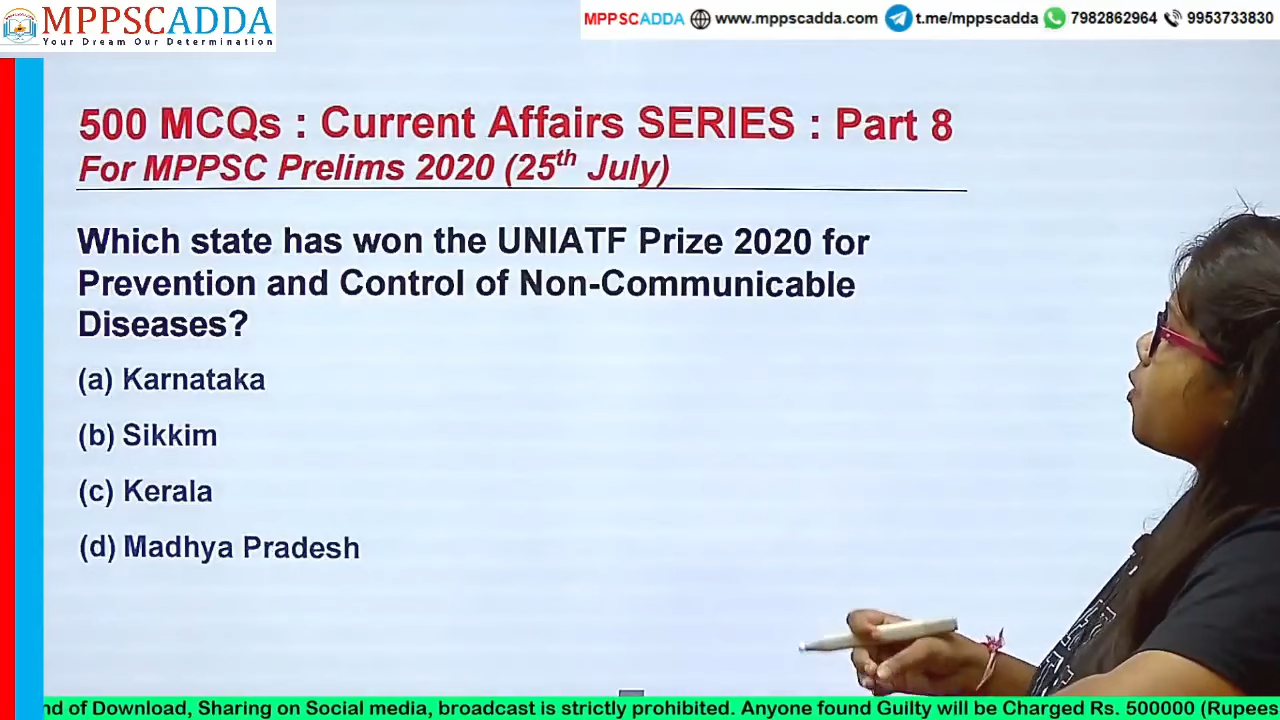 MPPSCADDA
Your Dream Our Determination
MPPSCADDA www.mppscadda.com t.me/mppscadda 7982862964 9953733830
500 MCQs : Current Affairs SERIES : Part 8
For MPPSC Prelims 2020 (25th July)
Which state has won the UNIATF Prize 2020 for
Prevention and Control of Non-Communicable
Diseases?
(a) Karnataka
(b) Sikkim
(c) Kerala
(d) Madhya Pradesh
nd of Download, Sharing on Social media, broadcast is strictly prohibited. Anyone found Guilty will be Charged Rs. 500000 (Rupees